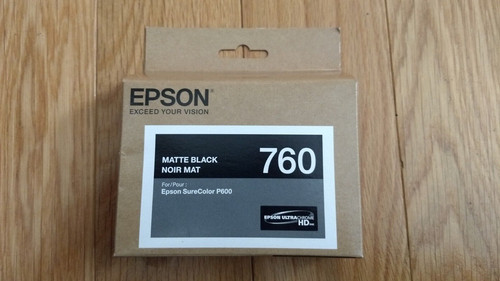 EPSON®
EXCEED YOUR VISION
MATTE BLACK
NOIR MAT
760
For/Pour :
Epson SureColor P600
EPSON ULTRACHROME
HD